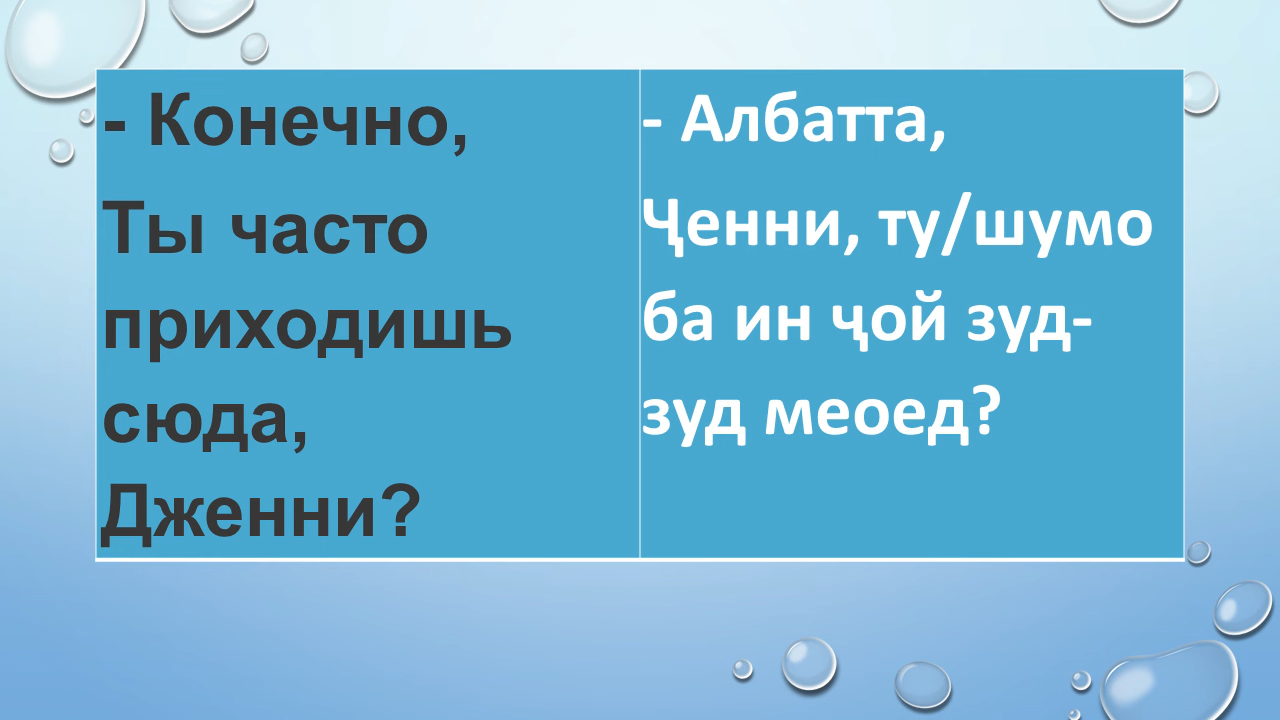 - Конечно,
Ты часто
приходишь
сюда,
Дженни?
- Албатта,
Ҷенни, ту/шумо
ба ин ҷой зуд-
зуд меоед?